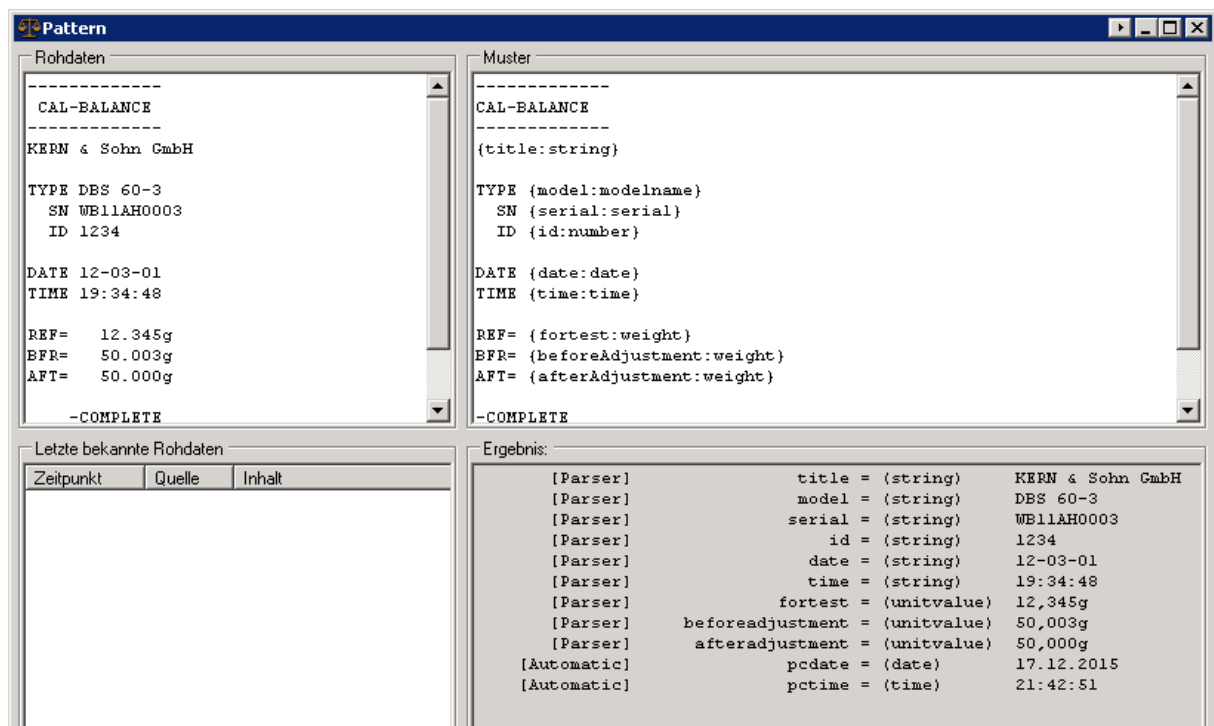 Pattern
Rohdaten
-------------
CAL-BALANCE
-------------
KERN & Sohn GmbH
TYPE DBS 60-3
SN WB11AH0003
ID 1234
DATE 12-03-01
TIME 19:34:48
REF= 12.345g
BFR= 50.003g
AFT= 50.000g
-COMPLETE
Muster
-------------
CAL-BALANCE
-------------
{title:string}
TYPE {model:modelname}
SN {serial:serial}
ID {id:number}
DATE {date:date}
TIME {time:time}
REF= {fortest:weight}
BFR= {beforeAdjustment:weight}
AFT= {afterAdjustment:weight}
-COMPLETE
Letzte bekannte Rohdaten
Zeitpunkt Quelle Inhalt
Ergebnis:
[Parser] title = (string) KERN & Sohn GmbH
[Parser] model = (string) DBS 60-3
[Parser] serial = (string) WB11AH0003
[Parser] id = (string) 1234
[Parser] date = (string) 12-03-01
[Parser] time = (string) 19:34:48
[Parser] fortest = (unitvalue) 12,345g
[Parser] beforeadjustment = (unitvalue) 50,003g
[Parser] afteradjustment = (unitvalue) 50,000g
[Automatic] pcdate = (date) 17.12.2015
[Automatic] pctime = (time) 21:42:51